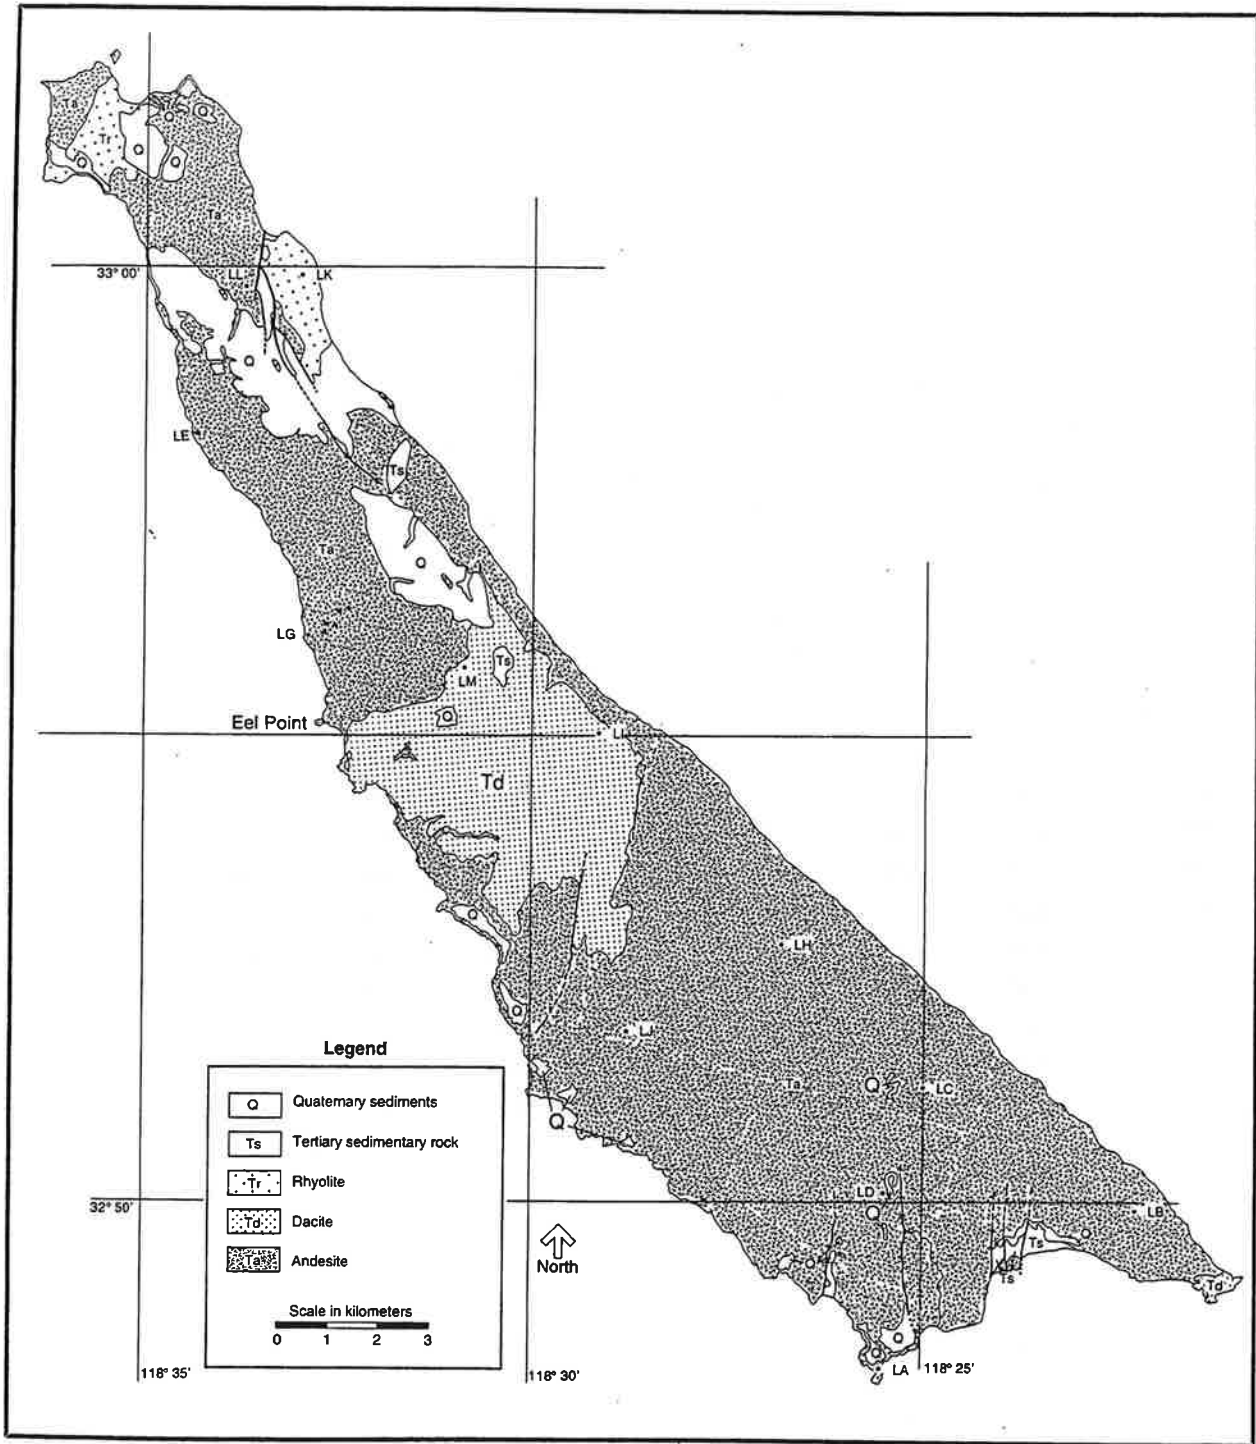 Ta
Q
Q
Tr
Q
Q
Q
Ta
33° 00'
LL
LK
Q
LE
Ts
Ta
Q
LG
Ts
LM
Q
Eel Point
LI
Td
Q
LH
Q
LJ
Legend
Q Quaternary sediments
Ts Tertiary sedimentary rock
Tr Rhyolite
Td Dacite
Ta Andesite
Scale in kilometers
0 1 2 3
Ta
Q
LC
Q
LD
32° 50'
LB
Q
Q
Ts
North
Q
Ts
Td
Q
Q
LA
118° 35'
118° 30'
118° 25'